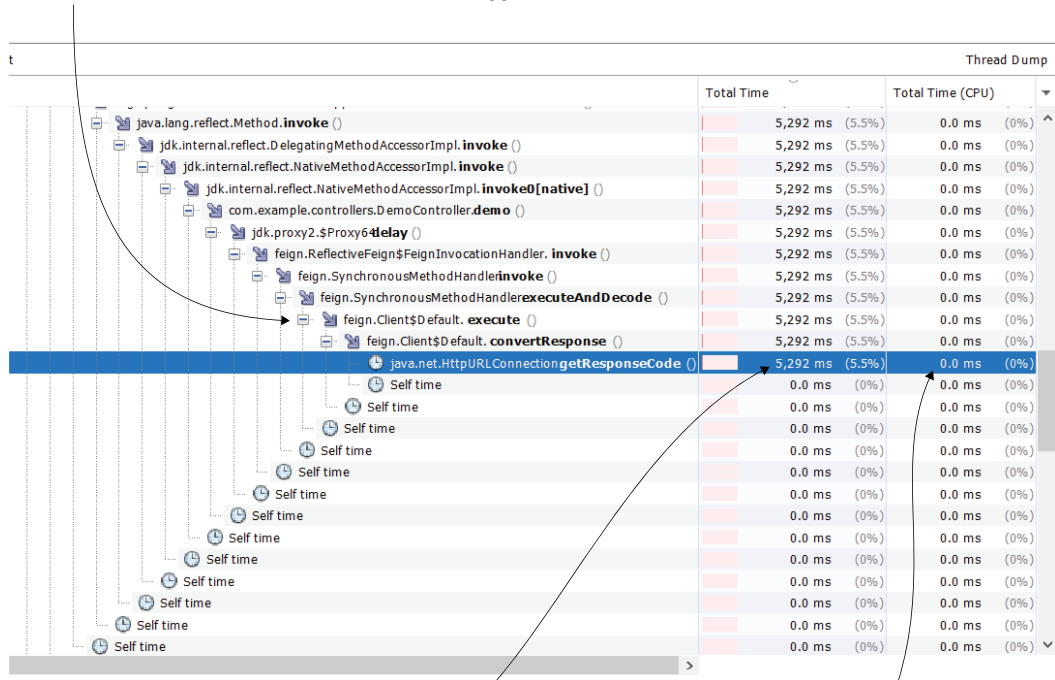 t Thread Dump
Total Time Total Time (CPU)
java.lang.reflect.Method.invoke () 5,292 ms (5.5%) 0.0 ms (0%)
jdk.internal.reflect.DelegatingMethodAccessorImpl.invoke () 5,292 ms (5.5%) 0.0 ms (0%)
jdk.internal.reflect.NativeMethodAccessorImpl.invoke () 5,292 ms (5.5%) 0.0 ms (0%)
jdk.internal.reflect.NativeMethodAccessorImpl.invoke0[native] () 5,292 ms (5.5%) 0.0 ms (0%)
com.example.controllers.DemoController.demo () 5,292 ms (5.5%) 0.0 ms (0%)
jdk.proxy2.$Proxy64delay () 5,292 ms (5.5%) 0.0 ms (0%)
feign.ReflectiveFeign$FeignInvocationHandler. invoke () 5,292 ms (5.5%) 0.0 ms (0%)
feign.SynchronousMethodHandlerinvoke () 5,292 ms (5.5%) 0.0 ms (0%)
feign.SynchronousMethodHandlerexecuteAndDecode () 5,292 ms (5.5%) 0.0 ms (0%)
feign.Client$Default. execute () 5,292 ms (5.5%) 0.0 ms (0%)
feign.Client$Default. convertResponse () 5,292 ms (5.5%) 0.0 ms (0%)
java.net.HttpURLConnectiongetResponseCode () 5,292 ms (5.5%) 0.0 ms (0%)
Self time 0.0 ms (0%) 0.0 ms (0%)
Self time 0.0 ms (0%) 0.0 ms (0%)
Self time 0.0 ms (0%) 0.0 ms (0%)
Self time 0.0 ms (0%) 0.0 ms (0%)
Self time 0.0 ms (0%) 0.0 ms (0%)
Self time 0.0 ms (0%) 0.0 ms (0%)
Self time 0.0 ms (0%) 0.0 ms (0%)
Self time 0.0 ms (0%) 0.0 ms (0%)
Self time 0.0 ms (0%) 0.0 ms (0%)
Self time 0.0 ms (0%) 0.0 ms (0%)
Self time 0.0 ms (0%) 0.0 ms (0%)
Self time 0.0 ms (0%) 0.0 ms (0%)
Self time 0.0 ms (0%) 0.0 ms (0%)